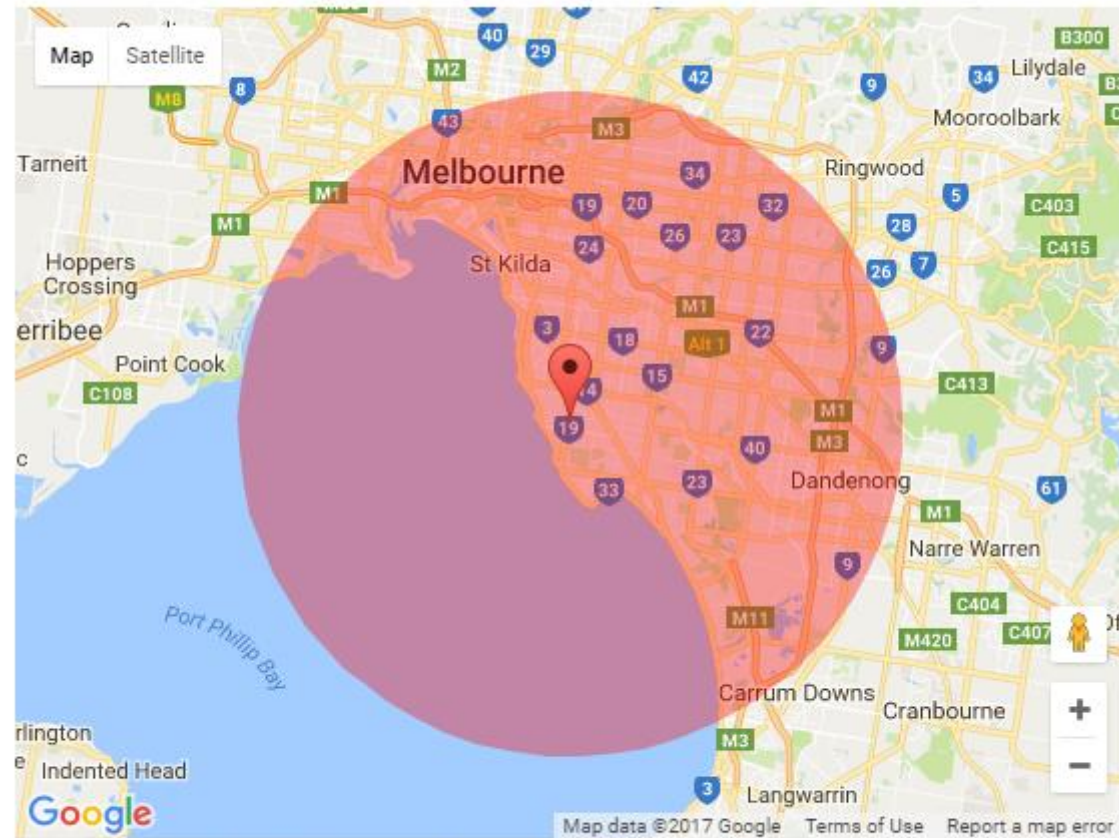 40
29
B300
Map Satellite
M2
42
9
34
Lilydale
M8
8
43
M3
Mooroolbark
Tarneit
Melbourne
34
Ringwood
M1
19
20
32
5
C403
M1
24
26
23
28
C415
Hoppers
Crossing
St Kilda
26
7
erribee
3
18
M1
Alt 1
22
9
Point Cook
C108
14
15
C413
19
M1
M3
40
c
33
23
Dandenong
61
M1
Narre Warren
9
C404
Port Phillip Bay
M11
M420
C407
Carrum Downs
Cranbourne
rlington
M3
e
Indented Head
3
Langwarrin
Google
Map data ©2017 Google Terms of Use Report a map error